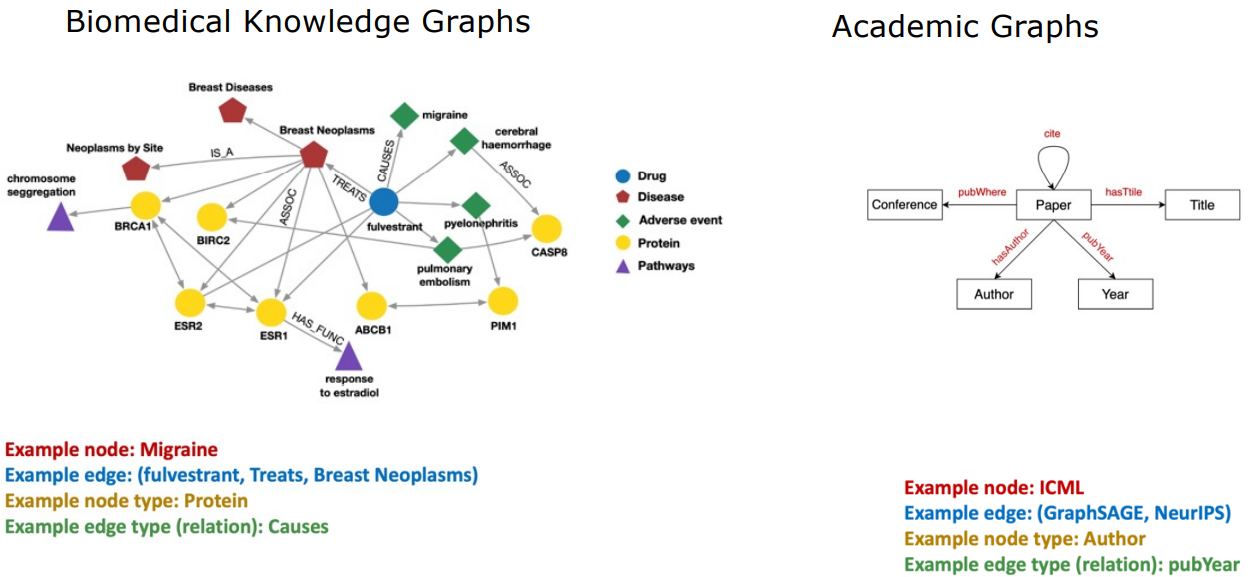 Biomedical Knowledge Graphs
Academic Graphs
Breast Diseases
migraine
Breast Neoplasms
cerebral
haemorrhage
Neoplasms by Site
IS_A
CAUSES
ASSOC
chromosome
seggregation
TREATS
ASSOC
BRCA1
BIRC2
fulvestrant
pyelonephritis
CASP8
pulmonary
embolism
ESR2
ESR1
HAS_FUNC
ABCB1
PIM1
response
to estradiol
Drug
Disease
Adverse event
Protein
Pathways
cite
pubWhere
hasTtile
Conference
Paper
Title
hasAuthor
pubYear
Author
Year
Example node: Migraine
Example edge: (fulvestrant, Treats, Breast Neoplasms)
Example node type: Protein
Example edge type (relation): Causes
Example node: ICML
Example edge: (GraphSAGE, NeurIPS)
Example node type: Author
Example edge type (relation): pubYear